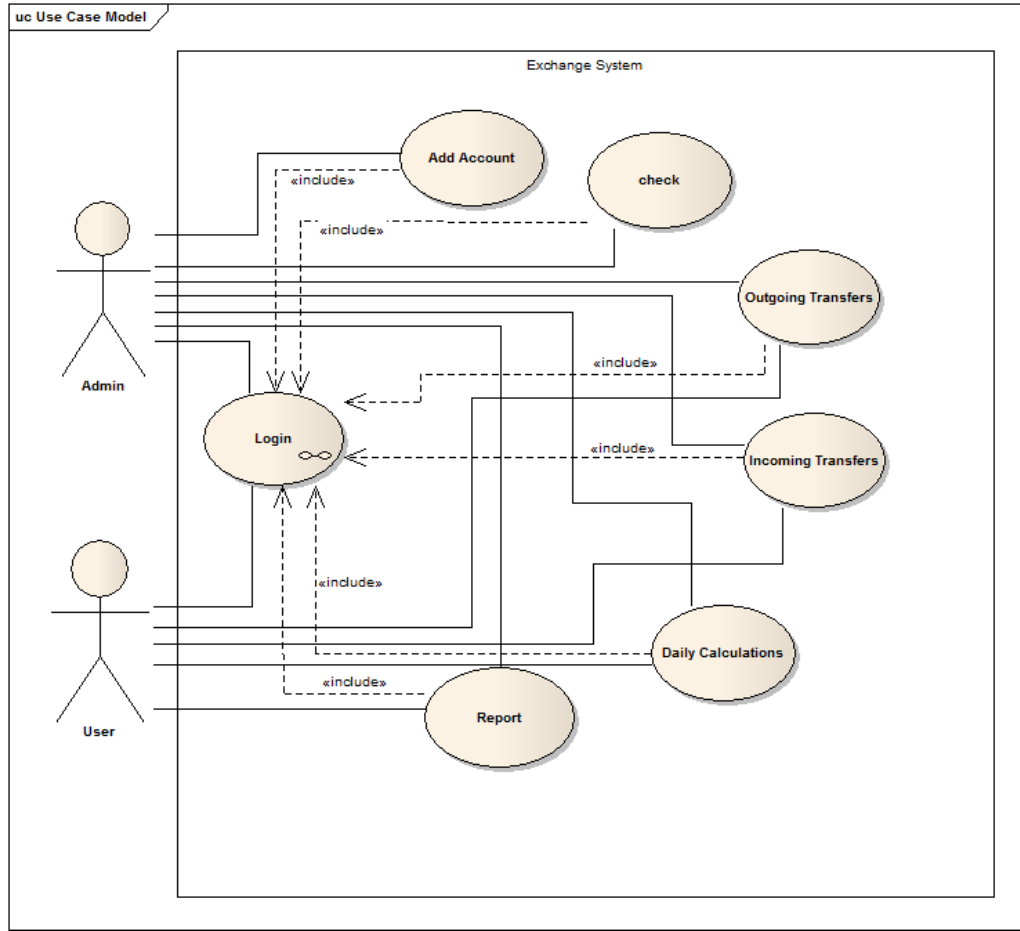 uc Use Case Model
Exchange System
Add Account
«include»
check
«include»
Outgoing Transfers
Admin
«include»
Login
«include»
Incoming Transfers
«include»
Daily Calculations
«include»
Report
User